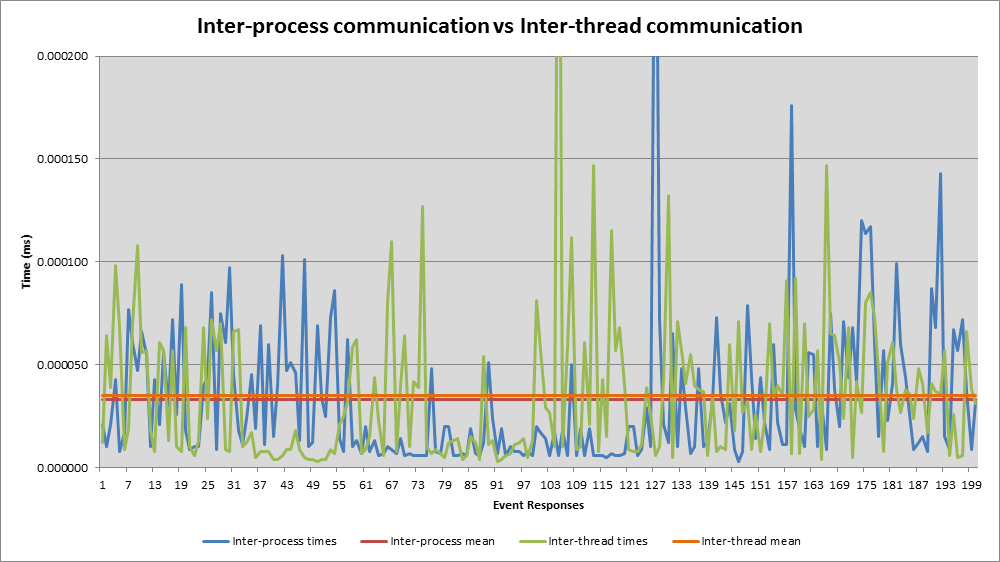 Inter-process communication vs Inter-thread communication
0.000200
0.000150
0.000100
0.000050
0.000000
Time (ms)
1 7 13 19 25 31 37 43 49 55 61 67 73 79 85 91 97 103 109 115 121 127 133 139 145 151 157 163 169 175 181 187 193 199
Event Responses
Inter-process times Inter-process mean Inter-thread times Inter-thread mean